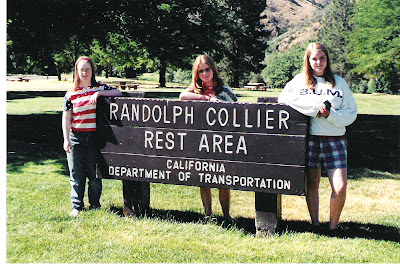 B.U.M.
RANDOLPH COLLIER
REST AREA
CALIFORNIA
DEPARTMENT OF TRANSPORTATION